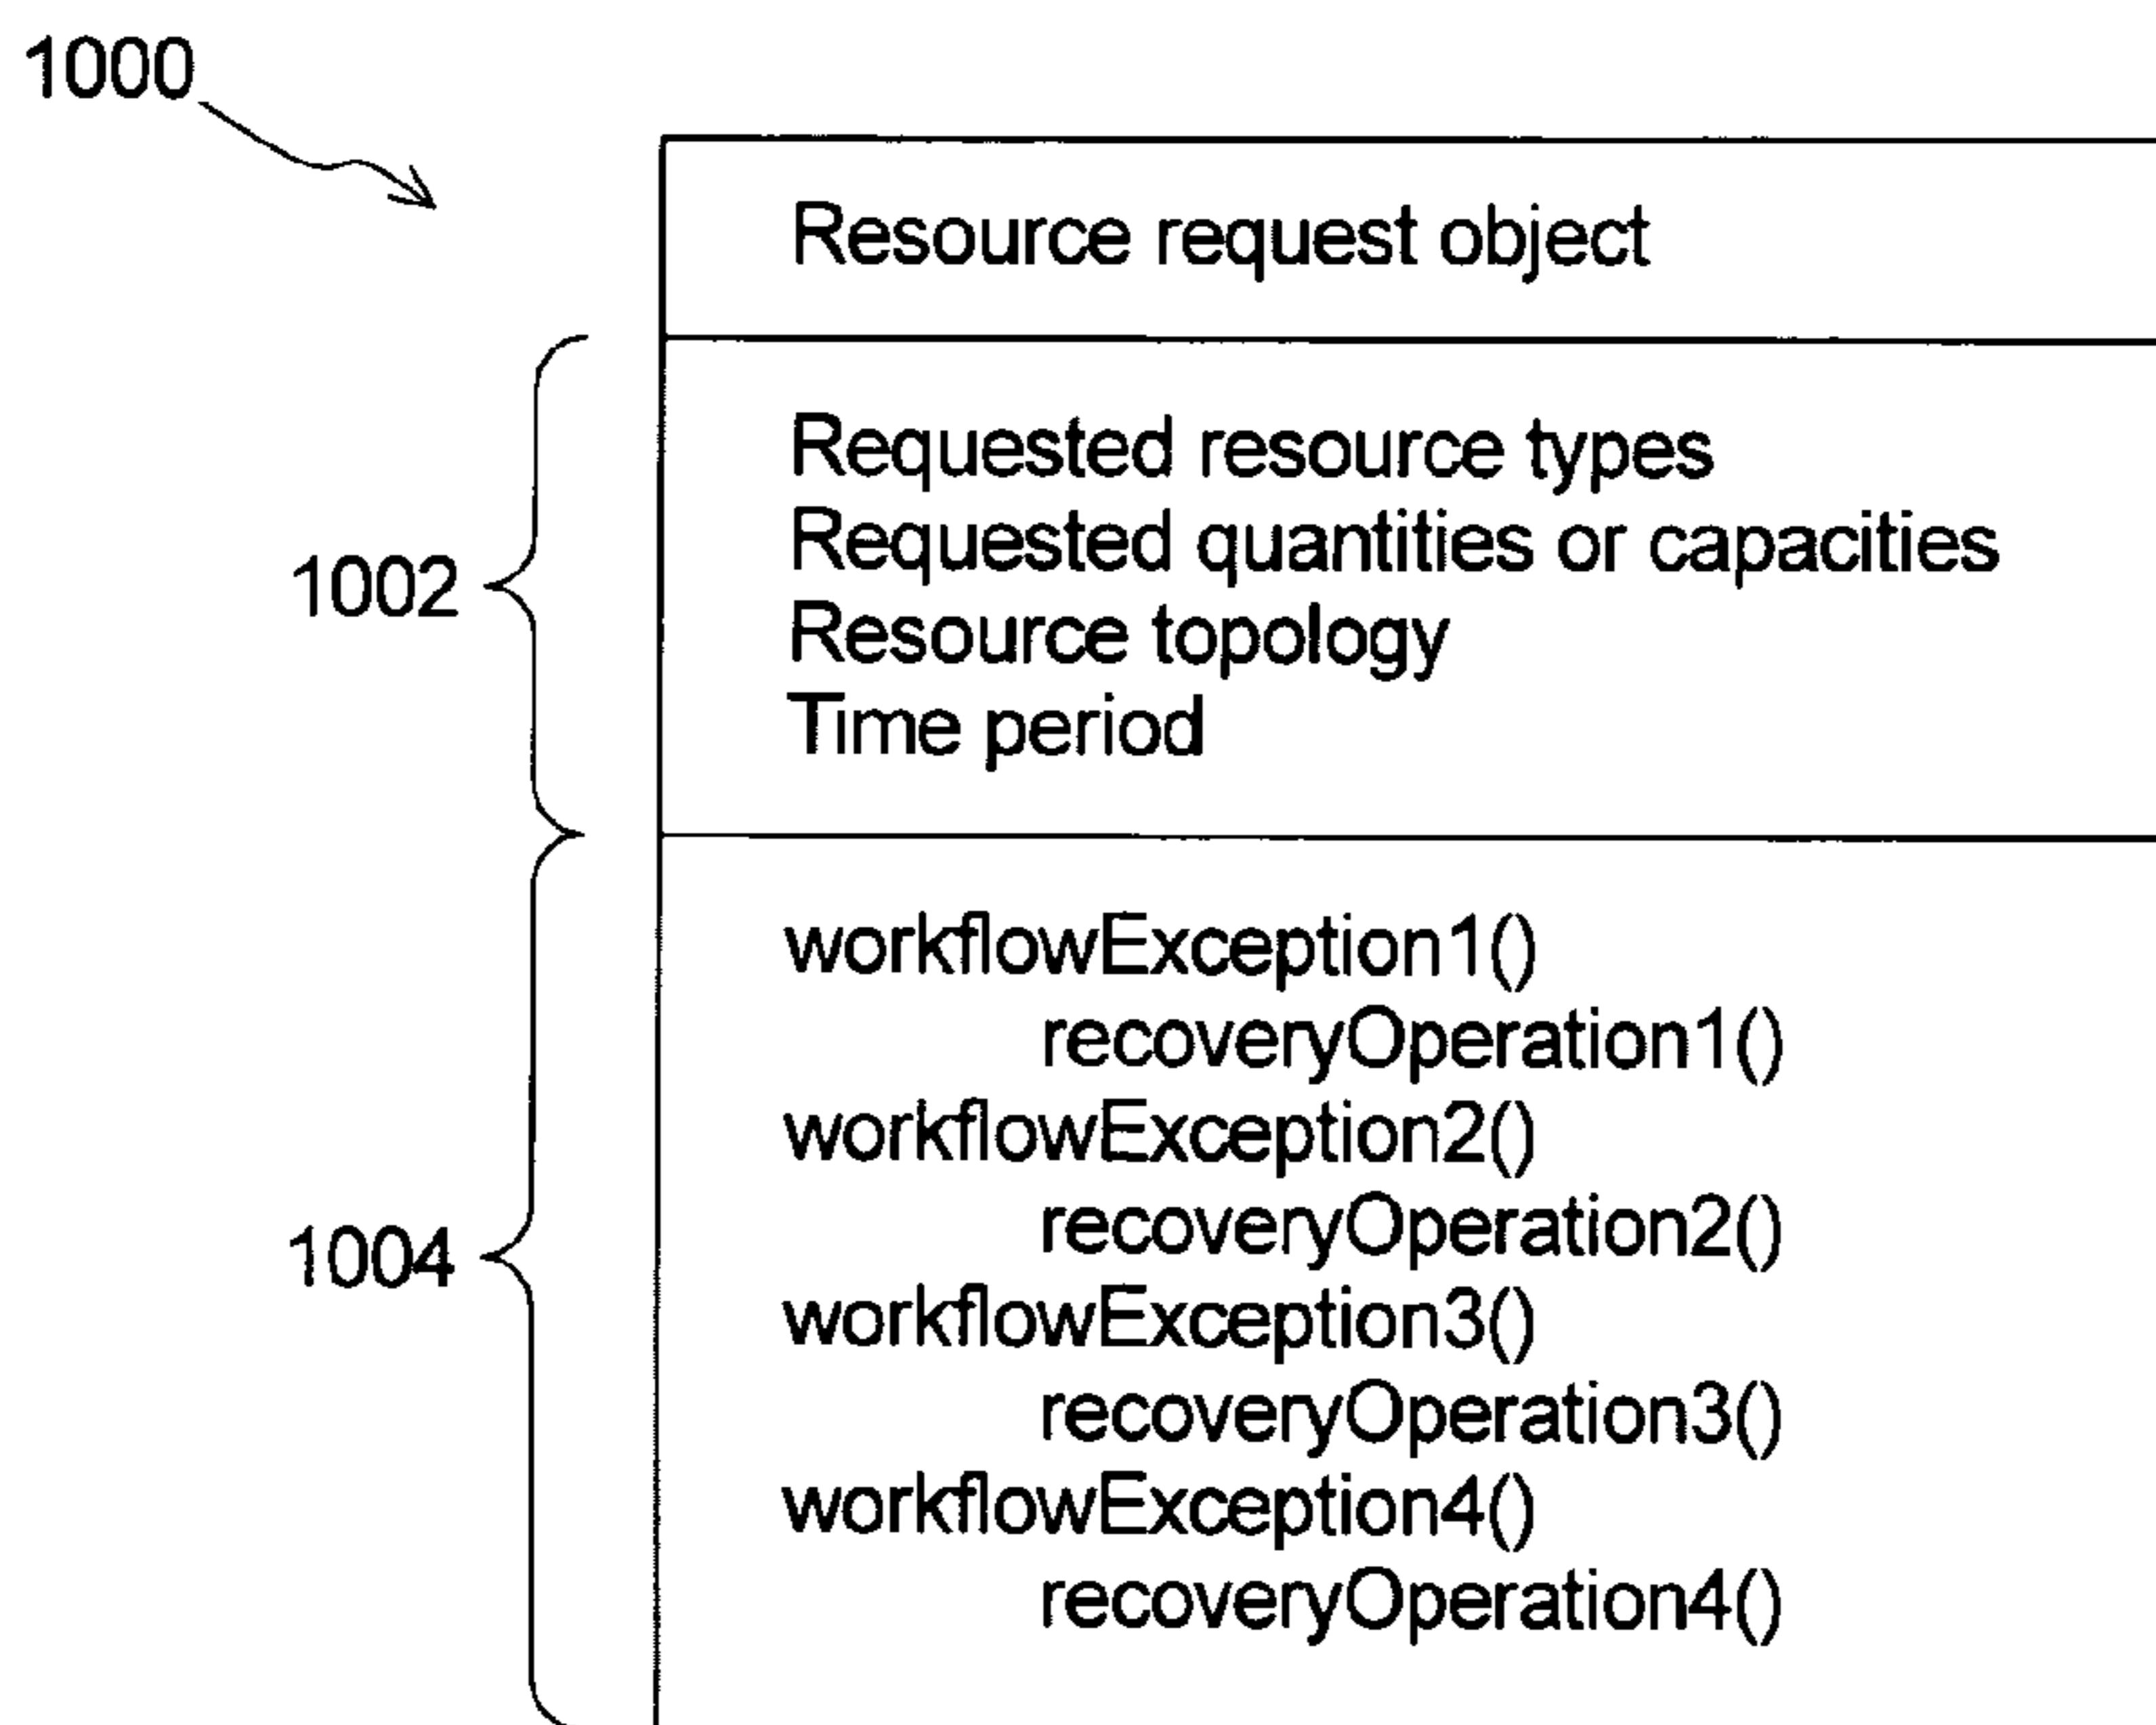 1000
Resource request object
1002
Requested resource types
Requested quantities or capacities
Resource topology
Time period
1004
workflowException1()
recoveryOperation1()
workflowException2()
recoveryOperation2()
workflowException3()
recoveryOperation3()
workflowException4()
recoveryOperation4()